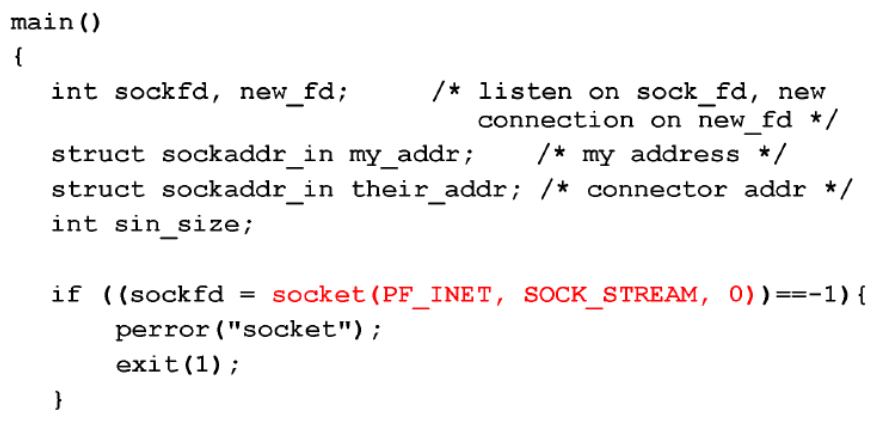 main()
{
int sockfd, new_fd; /* listen on sock_fd, new
connection on new_fd */
struct sockaddr_in my_addr; /* my address */
struct sockaddr_in their_addr; /* connector addr */
int sin_size;
if ((sockfd = socket(PF_INET, SOCK_STREAM, 0))==-1){
perror("socket");
exit(1);
}